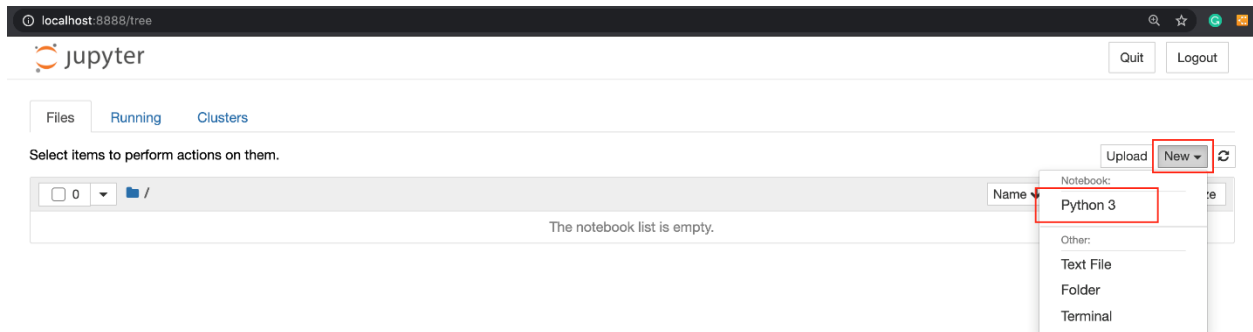 localhost:8888/tree
jupyter
Quit Logout
Files Running Clusters
Select items to perform actions on them.
Upload New
0 / Name
The notebook list is empty.
Notebook:
Python 3
Other:
Text File
Folder
Terminal